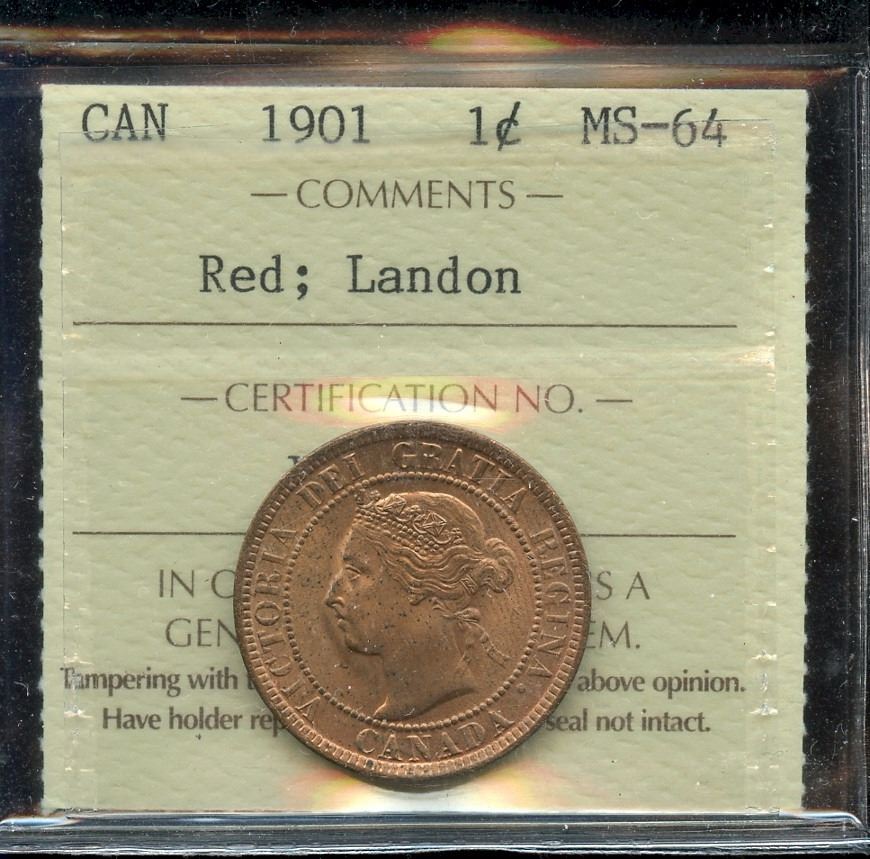 CAN 1901 1¢ MS-64
— COMMENTS —
Red; Landon
— CERTIFICATION NO. —
VICTORIA DEI GRATIA REGINA.
CANADA
IN S A
GEN EM.
Tampering with above opinion.
Have holder seal not intact.